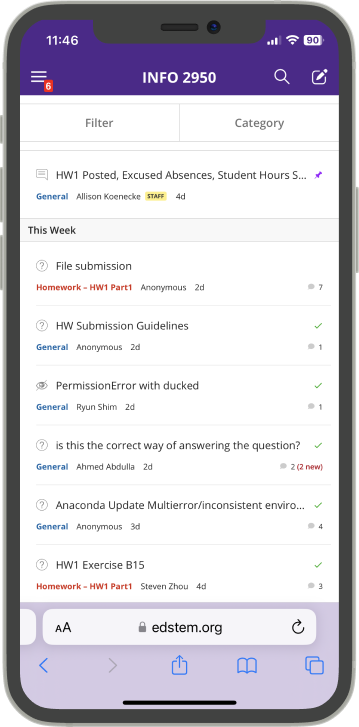 11:46
90
6
INFO 2950
Filter
Category
HW1 Posted, Excused Absences, Student Hours S...
General Allison Koenecke STAFF 4d
This Week
File submission
Homework – HW1 Part1 Anonymous 2d 7
HW Submission Guidelines
General Anonymous 2d 1
PermissionError with ducked
General Ryun Shim 2d 1
is this the correct way of answering the question?
General Ahmed Abdulla 2d 2 (2 new)
Anaconda Update Multierror/inconsistent enviro...
General Anonymous 3d 4
HW1 Exercise B15
Homework – HW1 Part1 Steven Zhou 4d 3
AA edstem.org